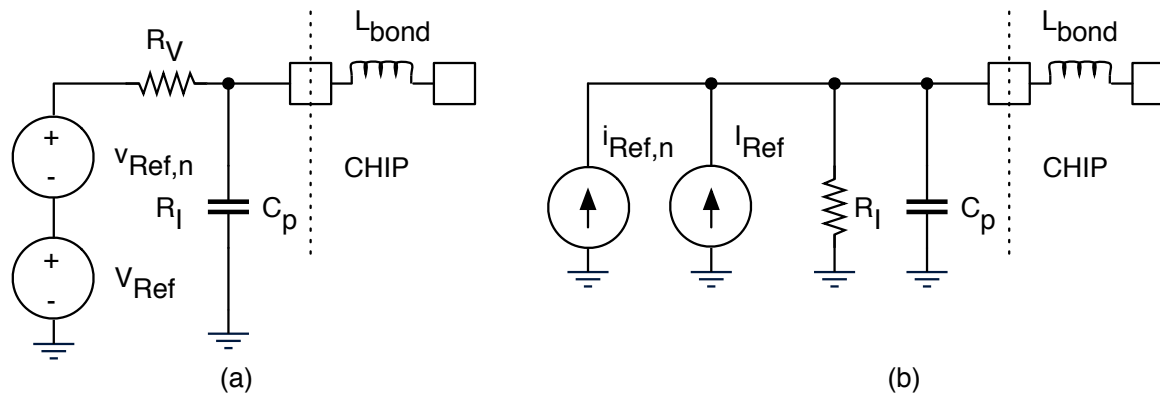 R_V
L_bond
+
-
v_Ref,n
CHIP
R_I
C_p
+
-
V_Ref
(a)
L_bond
i_Ref,n
I_Ref
CHIP
R_I
C_p
(b)